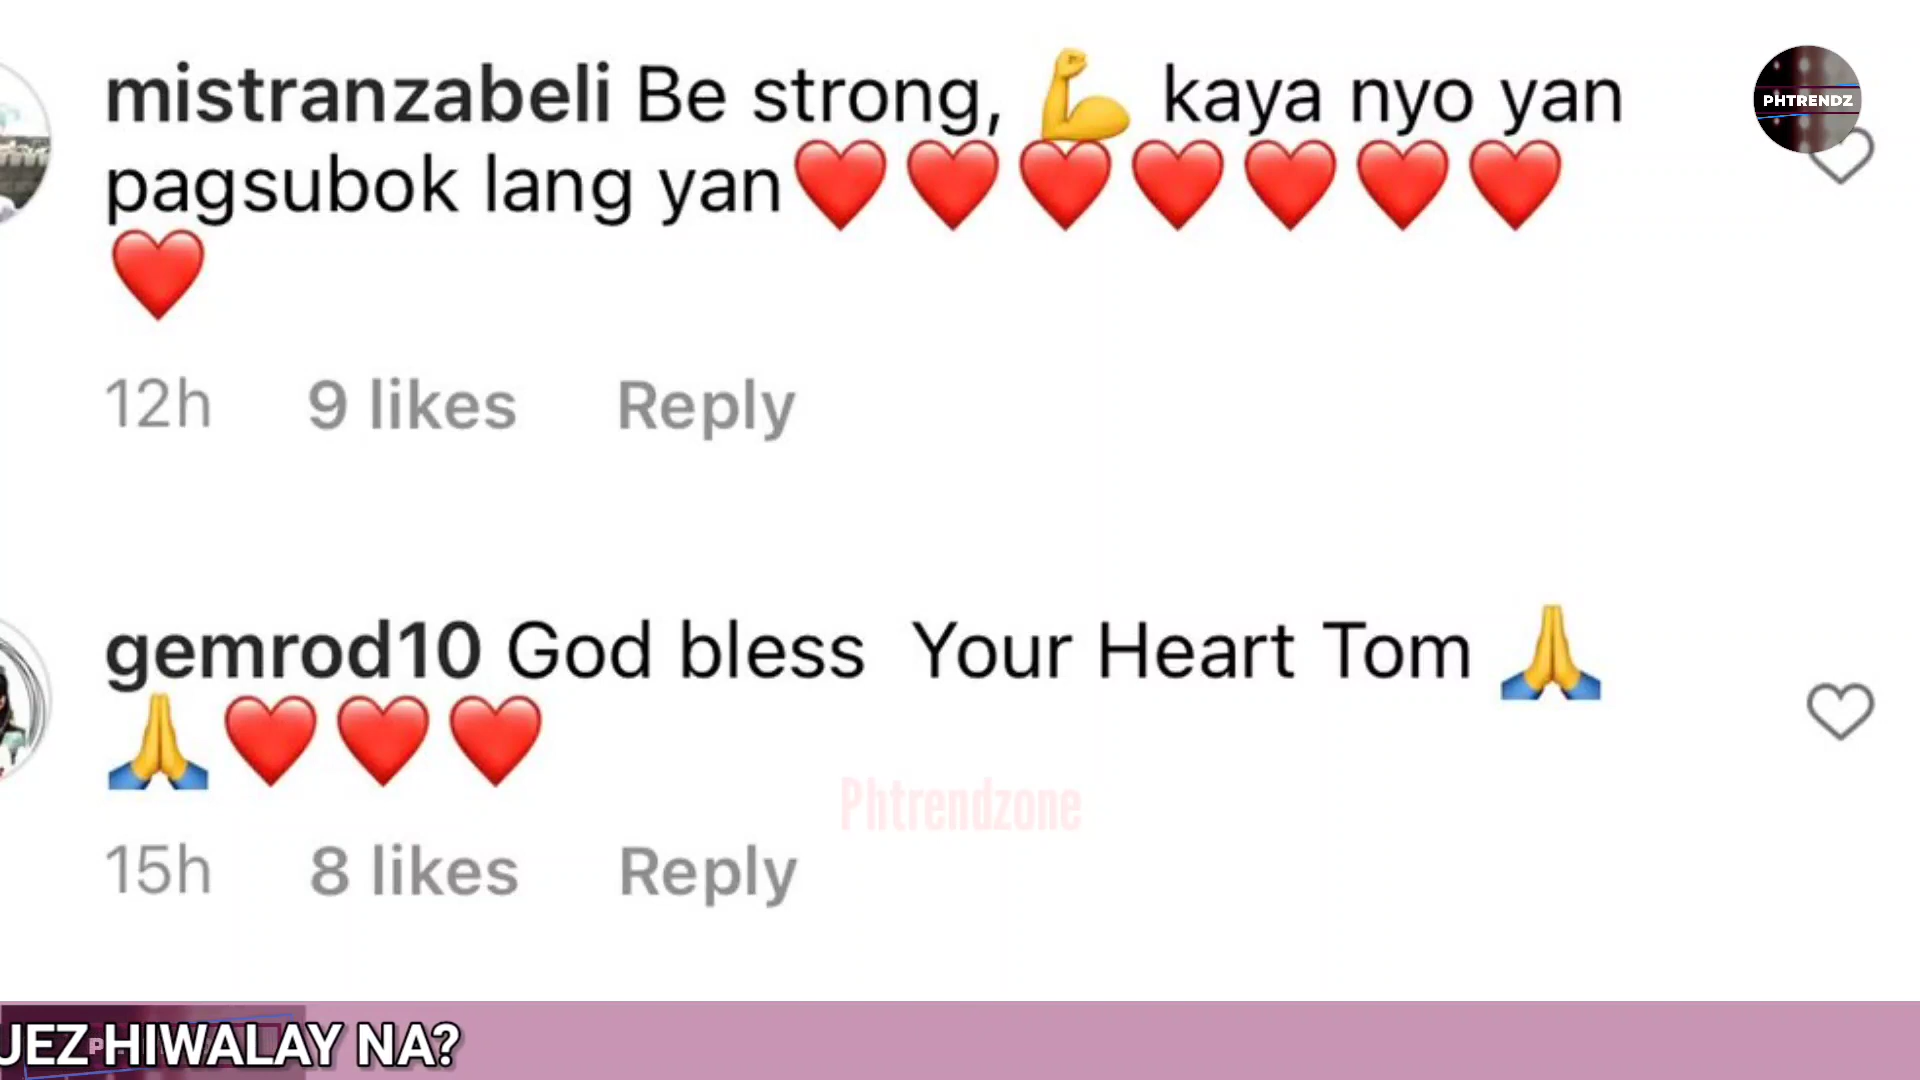 mistranzabeli Be strong, 💪 kaya nyo yan
PHTRENDZ
pagsubok lang yan❤️❤️❤️❤️❤️❤️❤️
❤️
12h 9 likes Reply
gemrod10 God bless Your Heart Tom 🙏
🙏❤️❤️❤️
Phtrendzone
15h 8 likes Reply
UEZ HIWALAY NA?